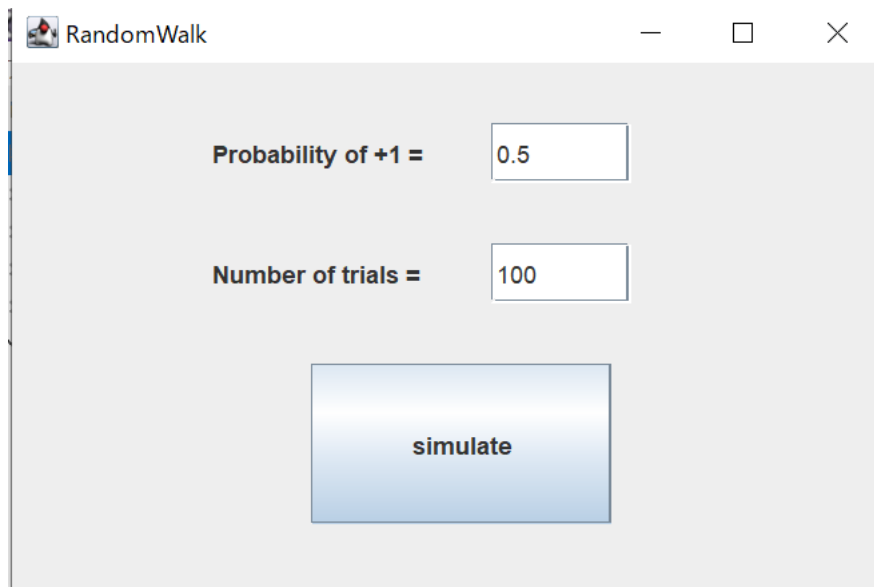 RandomWalk
Probability of +1 = 0.5
Number of trials = 100
simulate